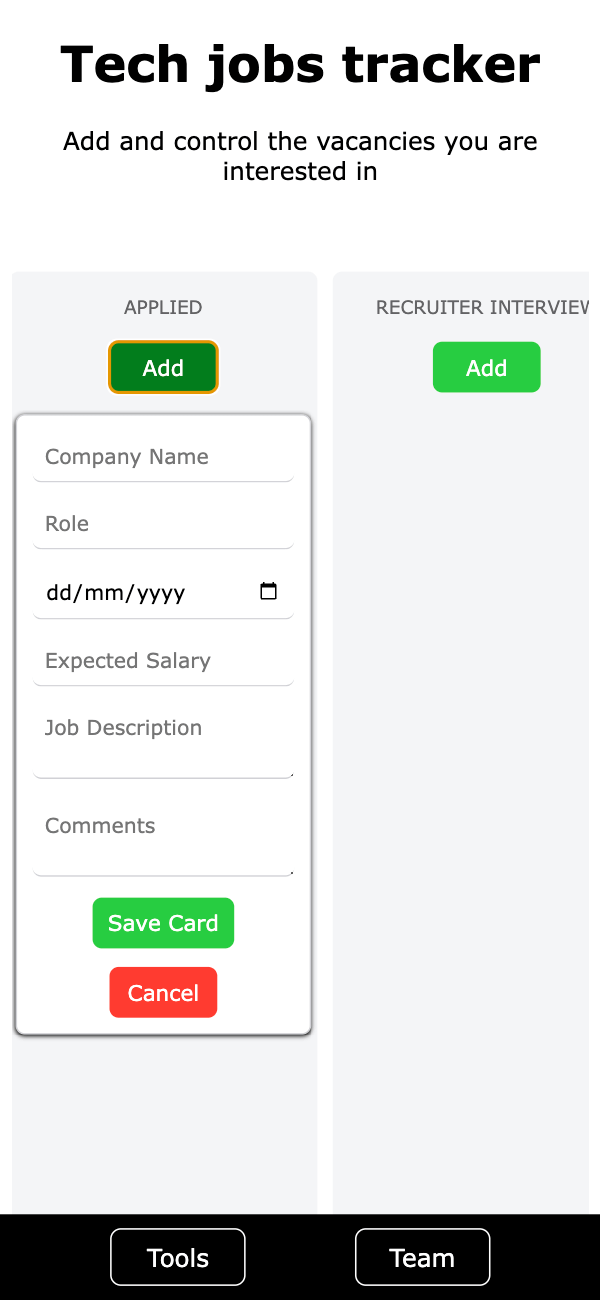 Tech jobs tracker
Add and control the vacancies you are
interested in
APPLIED
Add
Company Name
Role
dd/mm/yyyy
Expected Salary
Job Description
Comments
Save Card
Cancel
RECRUITER INTERVIEW
Add
Tools
Team